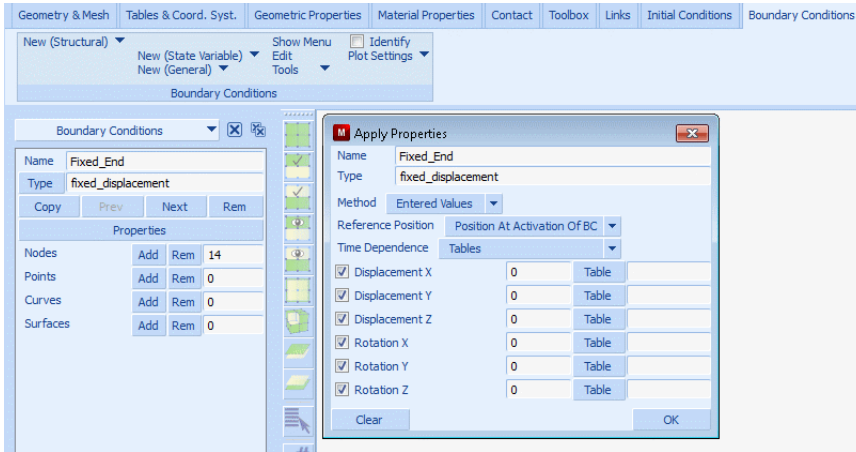 Geometry & Mesh Tables & Coord. Syst. Geometric Properties Material Properties Contact Toolbox Links Initial Conditions Boundary Conditions
New (Structural) Show Menu Identify
New (State Variable) Edit Plot Settings
New (General) Tools
Boundary Conditions
Boundary Conditions
Name Fixed_End
Type fixed_displacement
Copy Prev Next Rem
Properties
Nodes Add Rem 14
Points Add Rem 0
Curves Add Rem 0
Surfaces Add Rem 0
M Apply Properties
Name Fixed_End
Type fixed_displacement
Method Entered Values
Reference Position Position At Activation Of BC
Time Dependence Tables
Displacement X 0 Table
Displacement Y 0 Table
Displacement Z 0 Table
Rotation X 0 Table
Rotation Y 0 Table
Rotation Z 0 Table
Clear OK